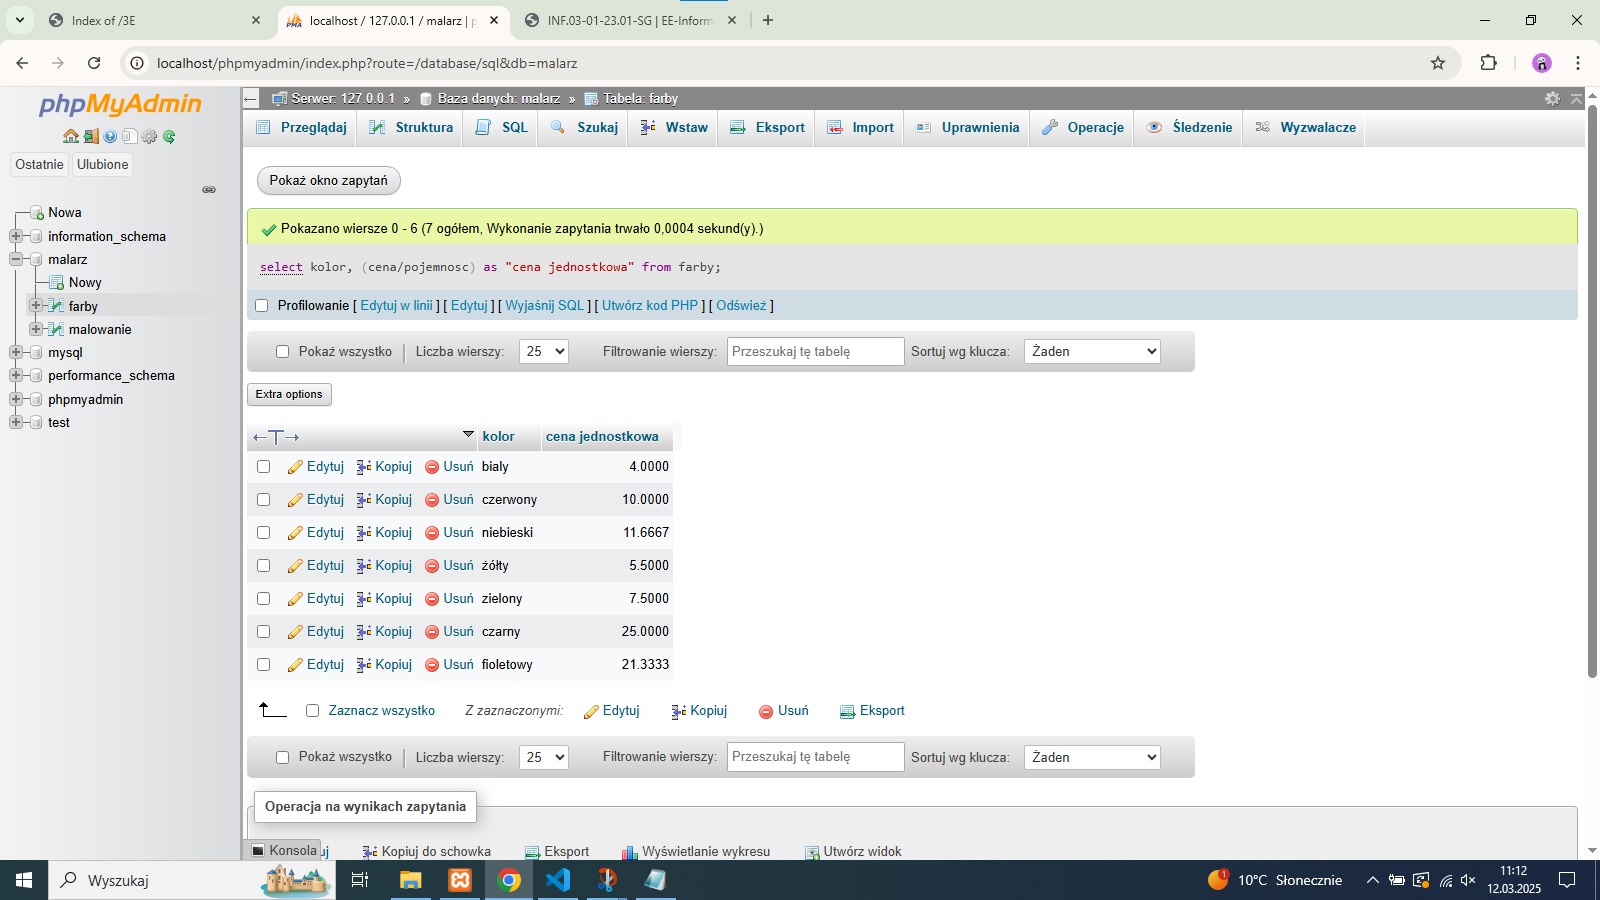 Index of /3E
localhost / 127.0.0.1 / malarz | p
INF.03-01-23.01-SG | EE-Inform
localhost/phpmyadmin/index.php?route=/database/sql&db=malarz
phpMyAdmin
Ostatnie Ulubione
Nowa
information_schema
malarz
Nowy
farby
malowanie
mysql
performance_schema
phpmyadmin
test
Serwer: 127.0.0.1 » Baza danych: malarz » Tabela: farby
Przeglądaj Struktura SQL Szukaj Wstaw Eksport Import Uprawnienia Operacje Śledzenie Wyzwalacze
Pokaż okno zapytań
Pokazano wiersze 0 - 6 (7 ogółem, Wykonanie zapytania trwało 0,0004 sekund(y).)
select kolor, (cena/pojemnosc) as "cena jednostkowa" from farby;
Profilowanie [ Edytuj w linii ] [ Edytuj ] [ Wyjaśnij SQL ] [ Utwórz kod PHP ] [ Odśwież ]
Pokaż wszystko Liczba wierszy: 25 Filtrowanie wierszy: Przeszukaj tę tabelę Sortuj wg klucza: Żaden
Extra options
←T→ kolor cena jednostkowa
Edytuj Kopiuj Usuń bialy 4.0000
Edytuj Kopiuj Usuń czerwony 10.0000
Edytuj Kopiuj Usuń niebieski 11.6667
Edytuj Kopiuj Usuń żółty 5.5000
Edytuj Kopiuj Usuń zielony 7.5000
Edytuj Kopiuj Usuń czarny 25.0000
Edytuj Kopiuj Usuń fioletowy 21.3333
Zaznacz wszystko Z zaznaczonymi: Edytuj Kopiuj Usuń Eksport
Pokaż wszystko Liczba wierszy: 25 Filtrowanie wierszy: Przeszukaj tę tabelę Sortuj wg klucza: Żaden
Operacja na wynikach zapytania
Konsola uj Kopiuj do schowka Eksport Wyświetlanie wykresu Utwórz widok
Wyszukaj
1
10°C Słonecznie
11:12
12.03.2025